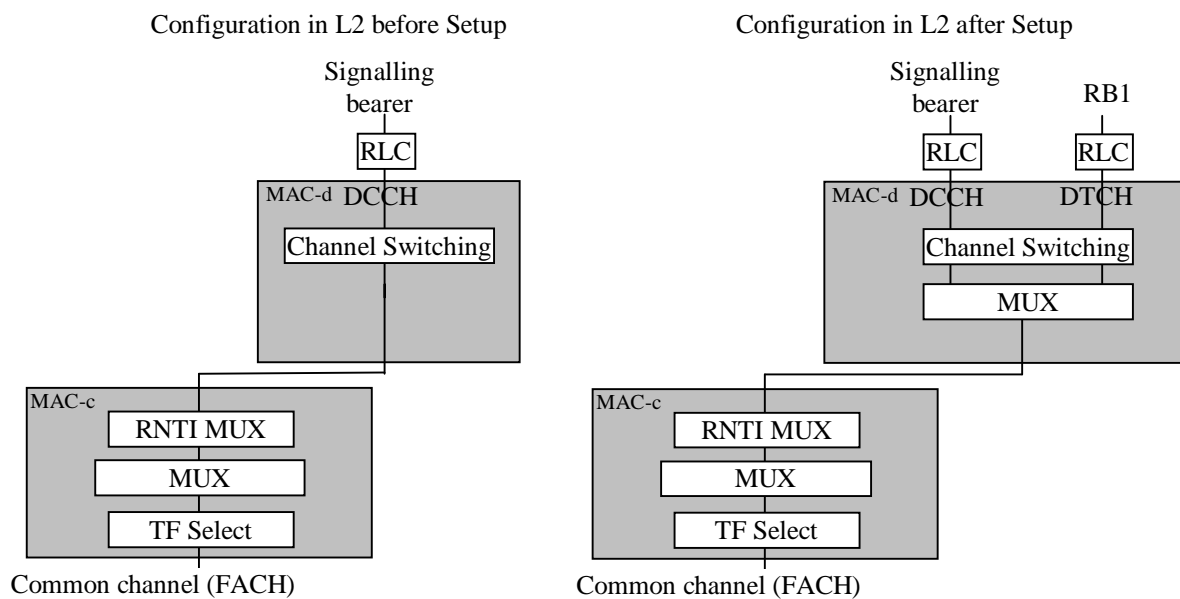 Configuration in L2 before Setup
Signalling
bearer
RLC
MAC-d DCCH
Channel Switching
MAC-c
RNTI MUX
MUX
TF Select
Common channel (FACH)
Configuration in L2 after Setup
Signalling
bearer
RB1
RLC
RLC
MAC-d DCCH
DTCH
Channel Switching
MUX
MAC-c
RNTI MUX
MUX
TF Select
Common channel (FACH)